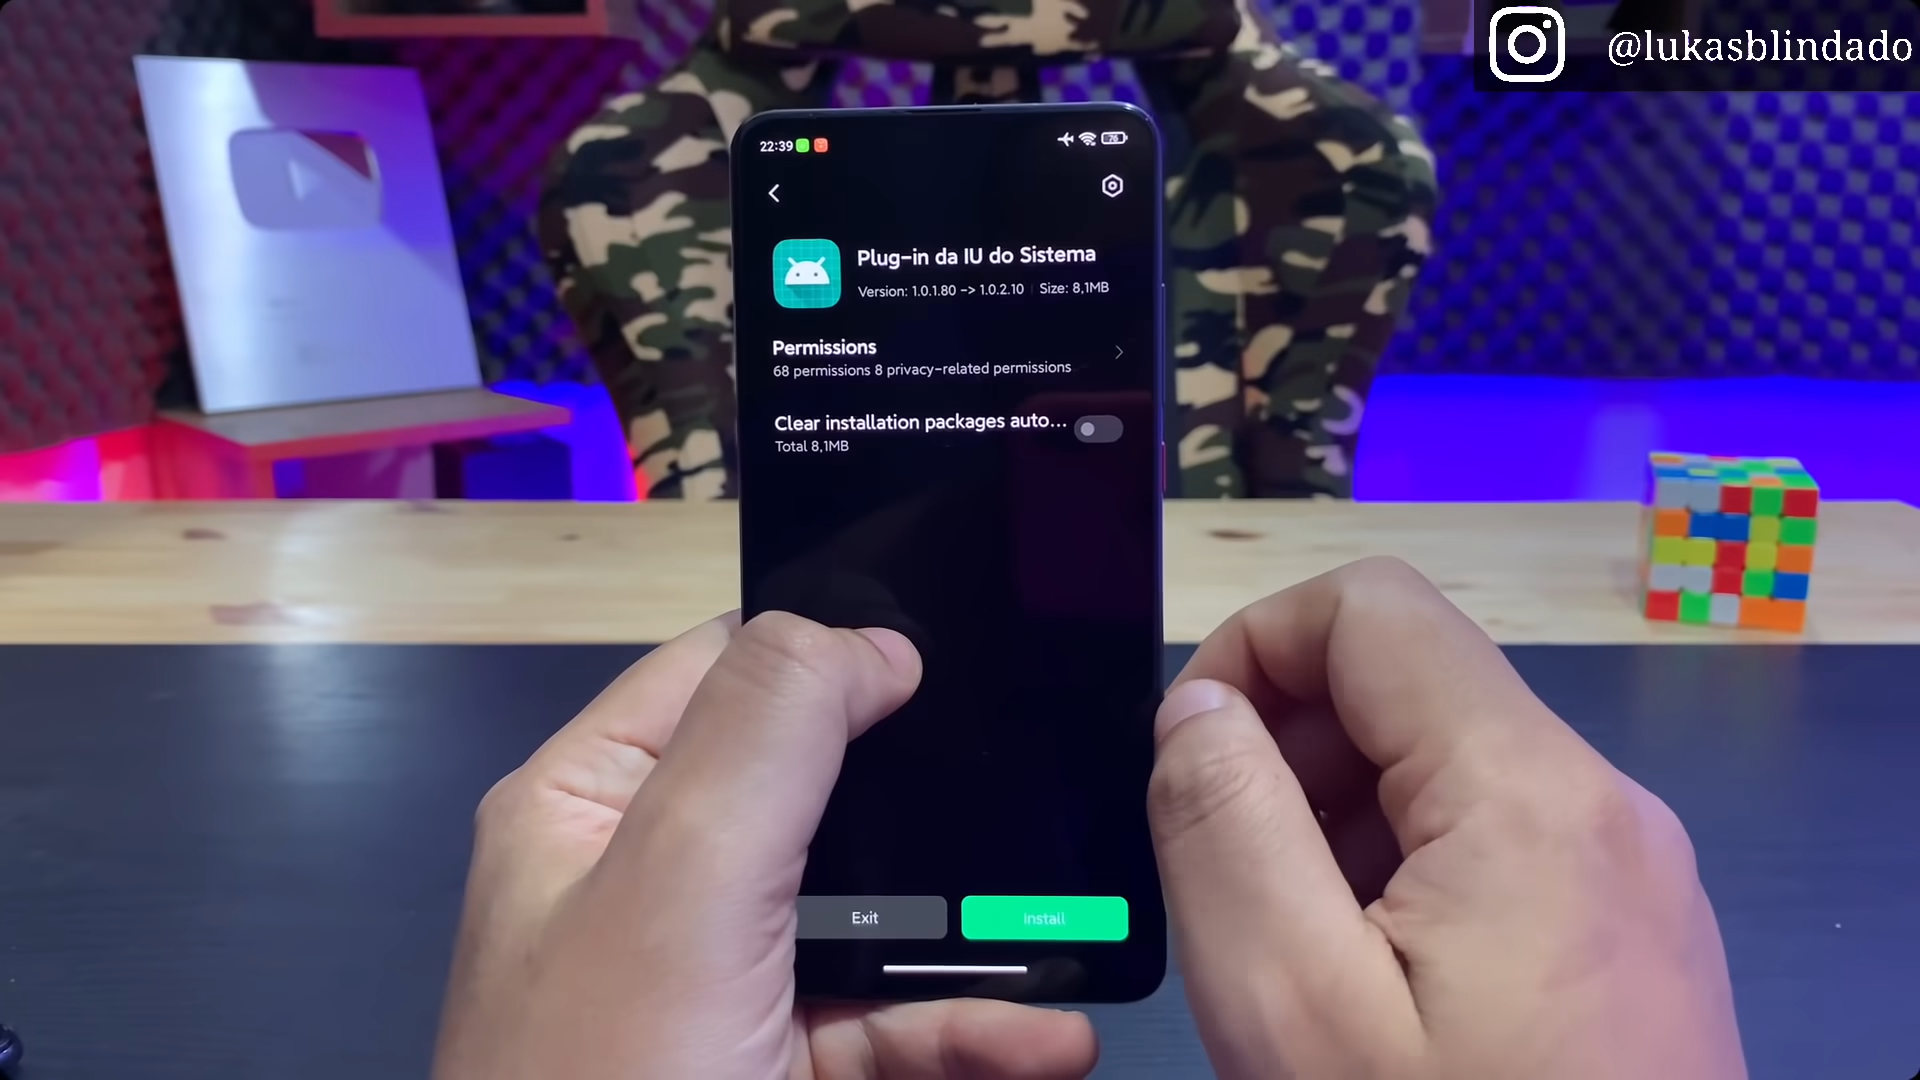 @lukasblindado
22:39
76
Plug-in da IU do Sistema
Version: 1.0.1.80 -> 1.0.2.10 | Size: 8,1MB
Permissions
68 permissions 8 privacy-related permissions
Clear installation packages auto...
Total 8,1MB
Exit
Install